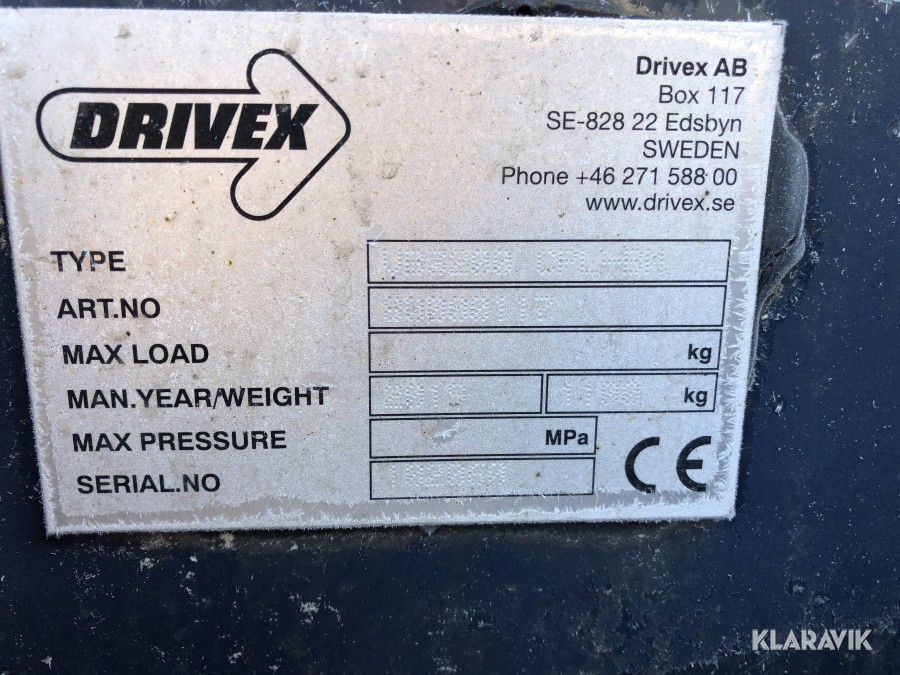 DRIVEX
Drivex AB
Box 117
SE-828 22 Edsbyn
SWEDEN
Phone +46 271 588 00
www.drivex.se
TYPE
ART.NO
MAX LOAD kg
MAN.YEAR/WEIGHT kg
MAX PRESSURE MPa
SERIAL.NO
CE
KLARAVIK